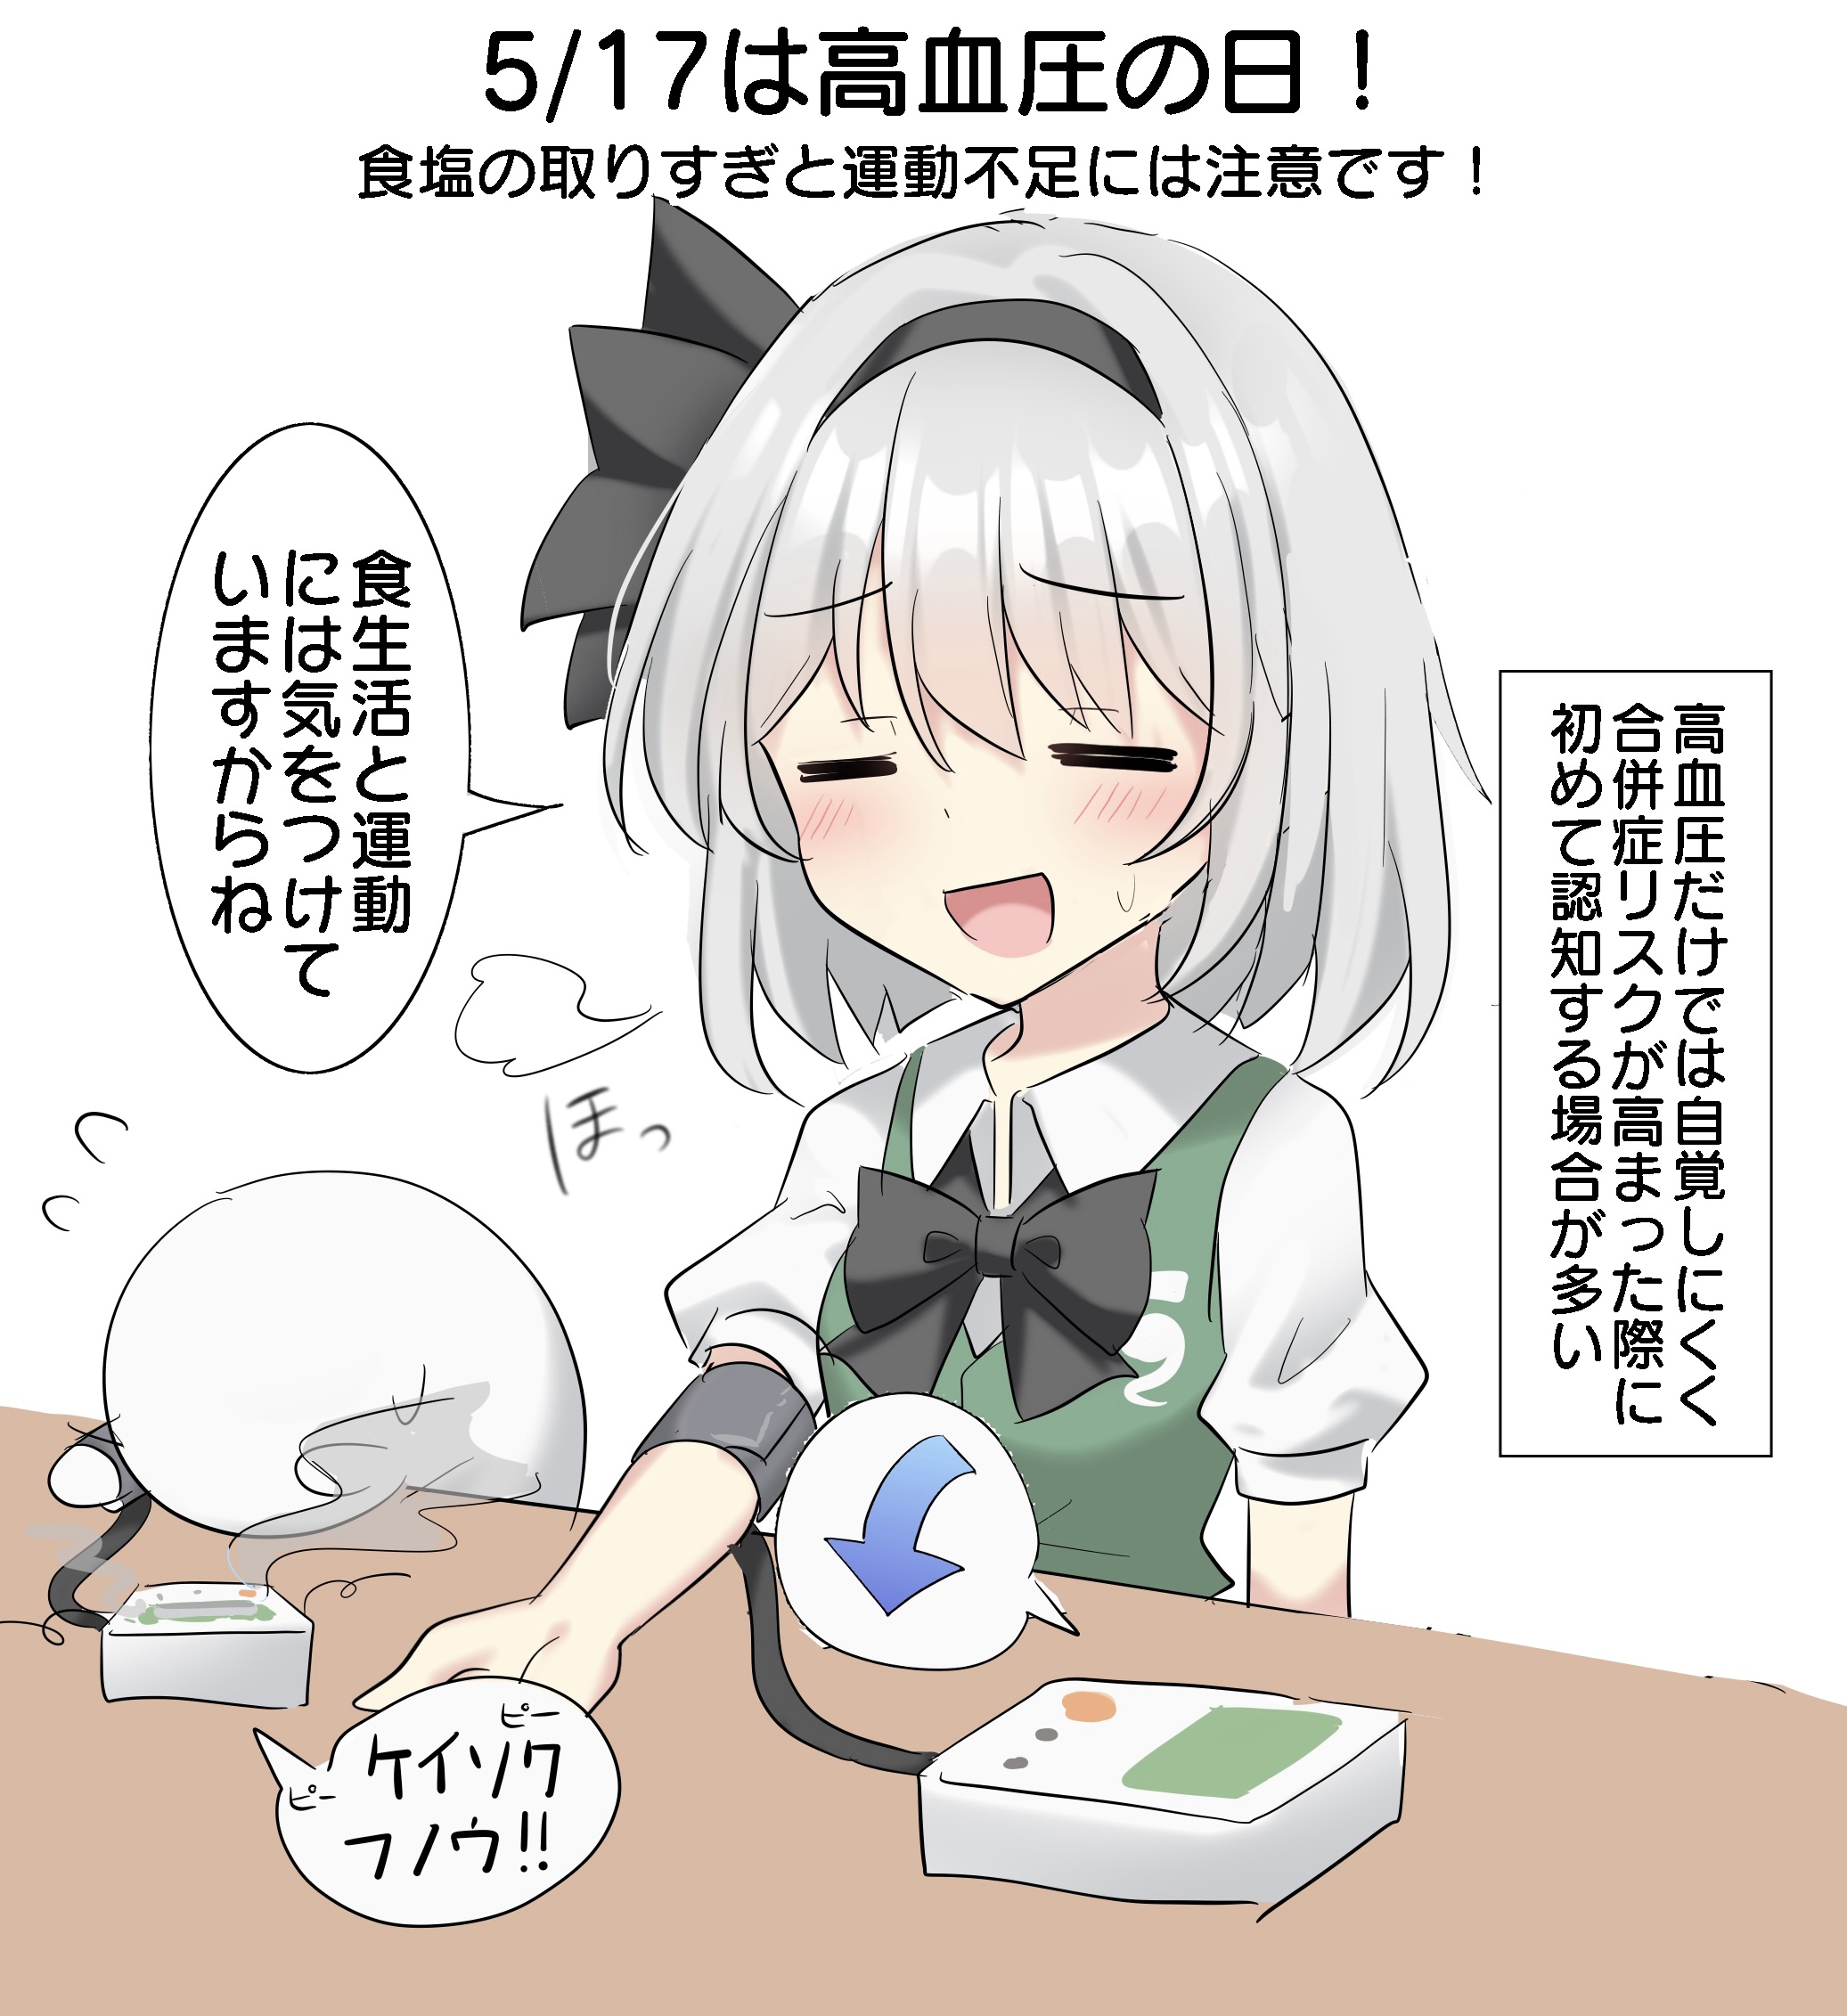 5/17は高血圧の日！
食塩の取りすぎと運動不足には注意です！
食生活と運動
には気をつけて
いますからね
高血圧だけでは自覚しにくく
合併症リスクが高まった際に
初めて認知する場合が多い
ほっ
ピー
ピー
ケイソク
フノウ!!